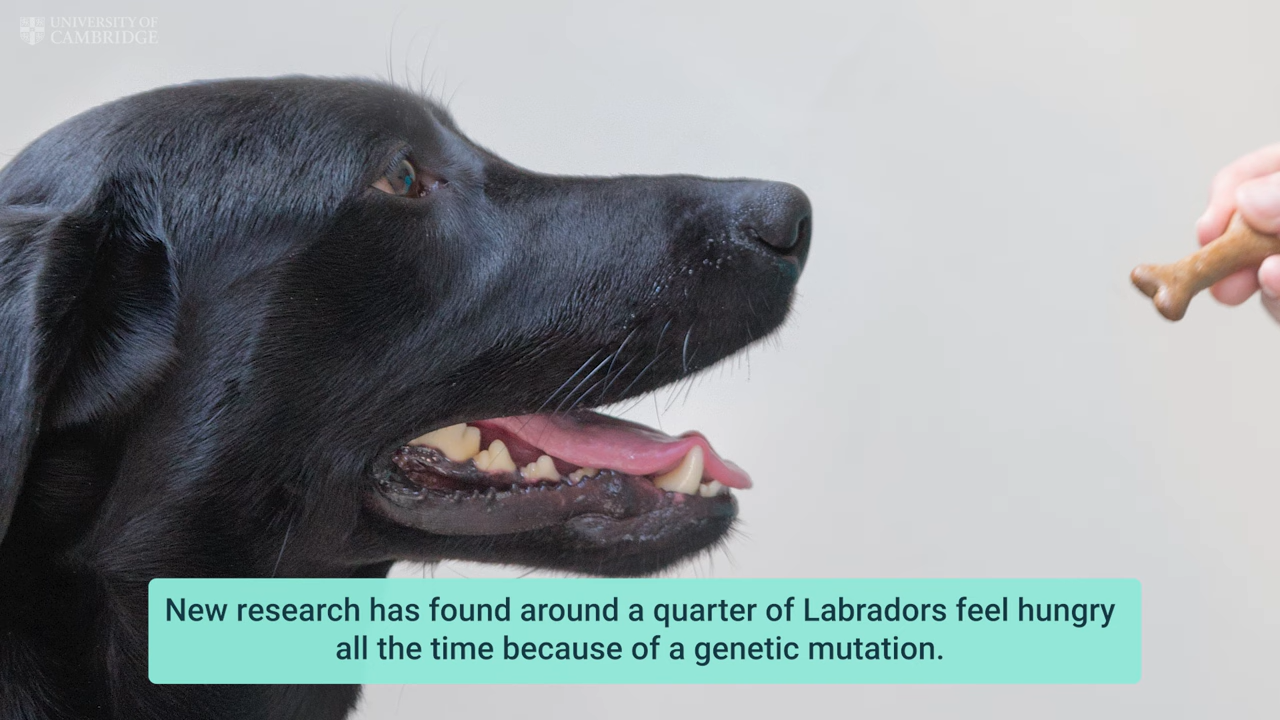 UNIVERSITY OF
CAMBRIDGE
New research has found around a quarter of Labradors feel hungry
all the time because of a genetic mutation.